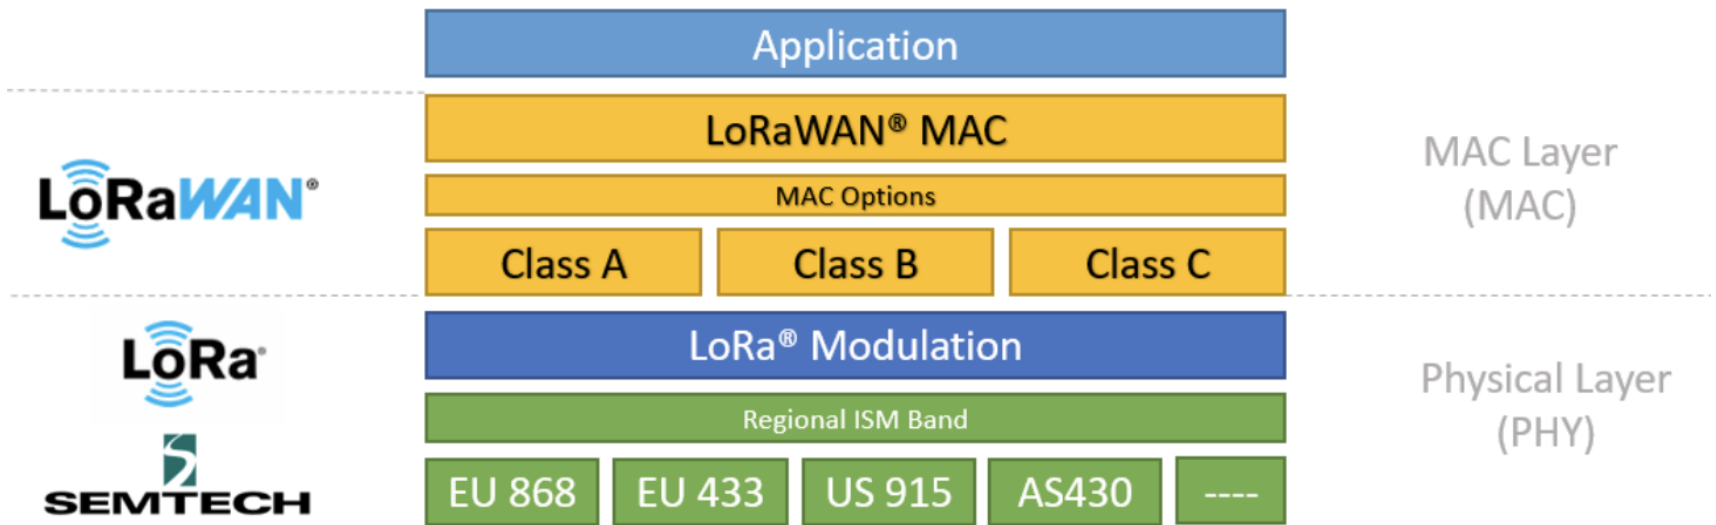 Application
LoRaWAN® MAC
MAC Options
Class A Class B Class C
LoRaWAN®
MAC Layer
(MAC)
LoRa® Modulation
Regional ISM Band
EU 868 EU 433 US 915 AS430 ----
LoRa®
SEMTECH
Physical Layer
(PHY)